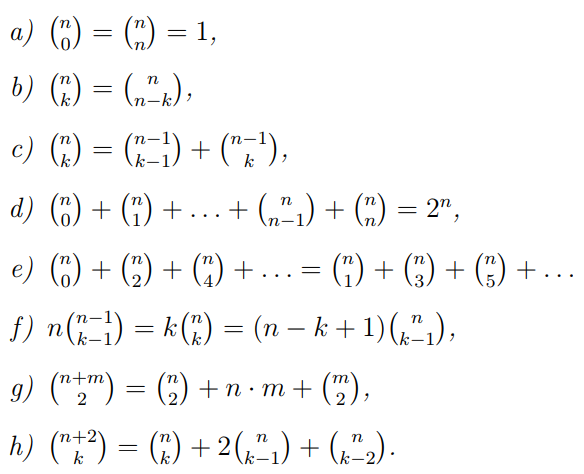 a) $\binom{n}{0} = \binom{n}{n} = 1,$
b) $\binom{n}{k} = \binom{n}{n-k},$
c) $\binom{n}{k} = \binom{n-1}{k-1} + \binom{n-1}{k},$
d) $\binom{n}{0} + \binom{n}{1} + \ldots + \binom{n}{n-1} + \binom{n}{n} = 2^n,$
e) $\binom{n}{0} + \binom{n}{2} + \binom{n}{4} + \ldots = \binom{n}{1} + \binom{n}{3} + \binom{n}{5} + \ldots$
f) $n\binom{n-1}{k-1} = k\binom{n}{k} = (n - k + 1)\binom{n}{k-1},$
g) $\binom{n+m}{2} = \binom{n}{2} + n \cdot m + \binom{m}{2},$
h) $\binom{n+2}{k} = \binom{n}{k} + 2\binom{n}{k-1} + \binom{n}{k-2}.$